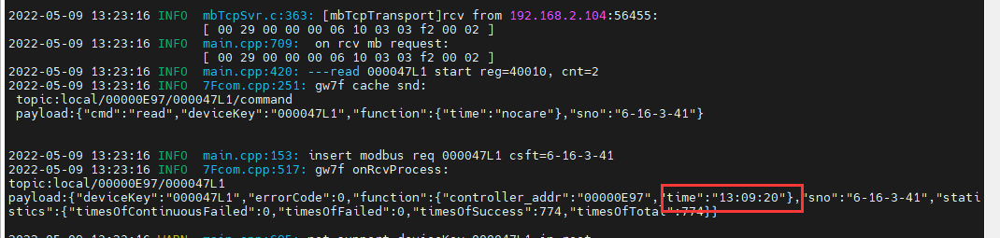 2022-05-09 13:23:16 INFO  mbTcpSvr.c:363: [mbTcpTransport]rcv from 192.168.2.104:56455:
[ 00 29 00 00 00 06 10 03 03 f2 00 02 ]
2022-05-09 13:23:16 INFO  main.cpp:709:  on rcv mb request:
[ 00 29 00 00 00 06 10 03 03 f2 00 02 ]
2022-05-09 13:23:16 INFO  main.cpp:420: ---read 000047L1 start reg=40010, cnt=2
2022-05-09 13:23:16 INFO  7Fcom.cpp:251: gw7f cache snd:
topic:local/00000E97/000047L1/command
payload:{"cmd":"read","deviceKey":"000047L1","function":{"time":"nocare"},"sno":"6-16-3-41"}
2022-05-09 13:23:16 INFO  main.cpp:153: insert modbus req 000047L1 csft=6-16-3-41
2022-05-09 13:23:16 INFO  7Fcom.cpp:517: gw7f onRcvProcess:
topic:local/00000E97/000047L1
payload:{"deviceKey":"000047L1","errorCode":0,"function":{"controller_addr":"00000E97","time":"13:09:20"},"sno":"6-16-3-41","stati
stics":{"timesOfContinuousFailed":0,"timesOfFailed":0,"timesOfSuccess":774,"timesOfTotal":774}}